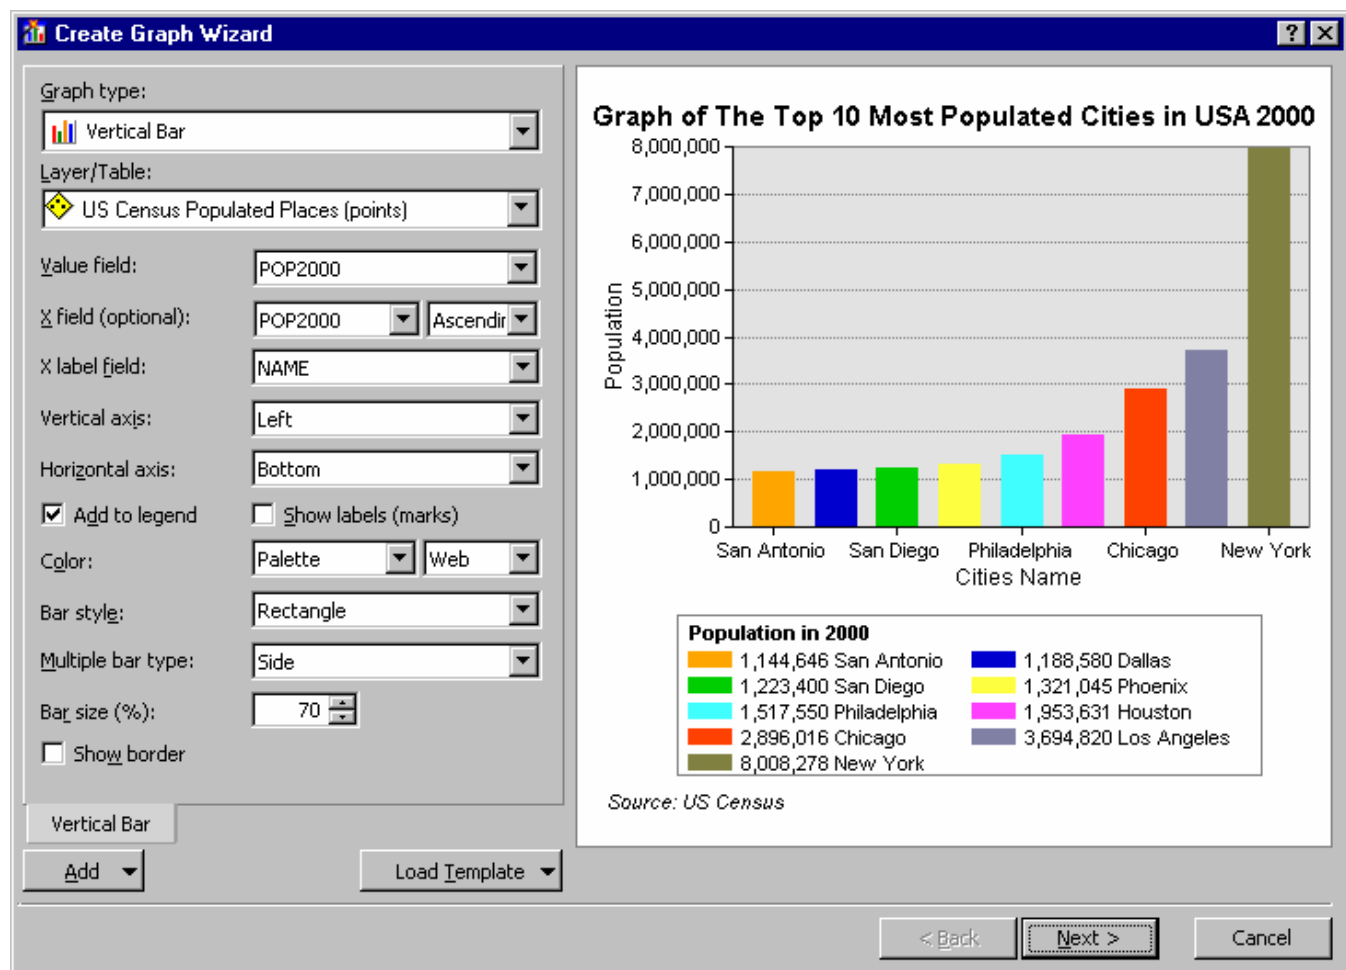 Create Graph Wizard
Graph type:
Vertical Bar
Layer/Table:
US Census Populated Places (points)
Value field:
POP2000
X field (optional):
POP2000
Ascendir
X label field:
NAME
Vertical axis:
Left
Horizontal axis:
Bottom
Add to legend
Show labels (marks)
Color:
Palette
Web
Bar style:
Rectangle
Multiple bar type:
Side
Bar size (%):
70
Show border
Vertical Bar
Add
Load Template
Graph of The Top 10 Most Populated Cities in USA 2000
8,000,000
7,000,000
6,000,000
5,000,000
4,000,000
3,000,000
2,000,000
1,000,000
0
Population
San Antonio San Diego Philadelphia Chicago New York
Cities Name
Population in 2000
1,144,646 San Antonio 1,188,580 Dallas
1,223,400 San Diego 1,321,045 Phoenix
1,517,550 Philadelphia 1,953,631 Houston
2,896,016 Chicago 3,694,820 Los Angeles
8,008,278 New York
Source: US Census
< Back Next > Cancel